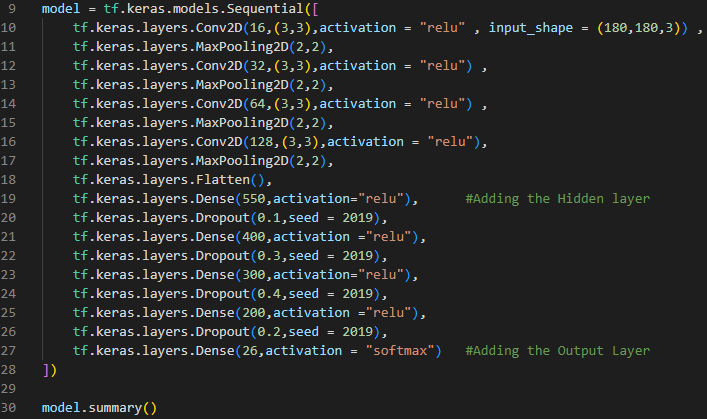 9 model = tf.keras.models.Sequential([
10 tf.keras.layers.Conv2D(16,(3,3),activation = "relu" , input_shape = (180,180,3)) ,
11 tf.keras.layers.MaxPooling2D(2,2),
12 tf.keras.layers.Conv2D(32,(3,3),activation = "relu") ,
13 tf.keras.layers.MaxPooling2D(2,2),
14 tf.keras.layers.Conv2D(64,(3,3),activation = "relu") ,
15 tf.keras.layers.MaxPooling2D(2,2),
16 tf.keras.layers.Conv2D(128,(3,3),activation = "relu"),
17 tf.keras.layers.MaxPooling2D(2,2),
18 tf.keras.layers.Flatten(),
19 tf.keras.layers.Dense(550,activation="relu"), #Adding the Hidden layer
20 tf.keras.layers.Dropout(0.1,seed = 2019),
21 tf.keras.layers.Dense(400,activation ="relu"),
22 tf.keras.layers.Dropout(0.3,seed = 2019),
23 tf.keras.layers.Dense(300,activation="relu"),
24 tf.keras.layers.Dropout(0.4,seed = 2019),
25 tf.keras.layers.Dense(200,activation ="relu"),
26 tf.keras.layers.Dropout(0.2,seed = 2019),
27 tf.keras.layers.Dense(26,activation = "softmax") #Adding the Output Layer
28 ])
29
30 model.summary()